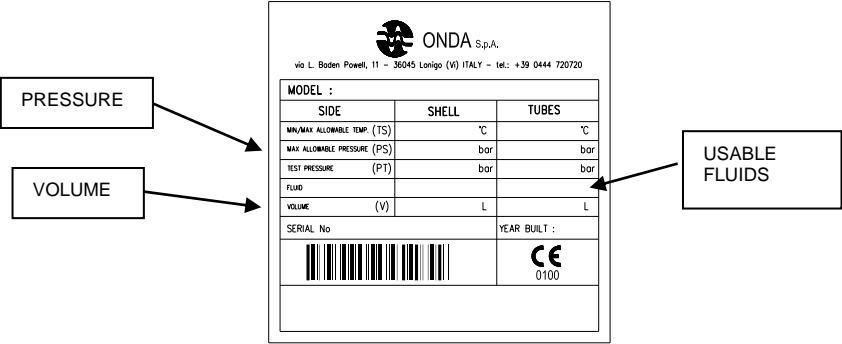 ONDA S.p.A.
via L. Baden Powell, 11 - 36045 Lonigo (Vi) ITALY - tel.: +39 0444 720720
MODEL :
SIDE SHELL TUBES
MIN/MAX ALLOWABLE TEMP. (TS) °C °C
MAX ALLOWABLE PRESSURE (PS) bar bar
TEST PRESSURE (PT) bar bar
FLUID
VOLUME (V) L L
SERIAL No YEAR BUILT :
CE
0100
PRESSURE
VOLUME
USABLE
FLUIDS